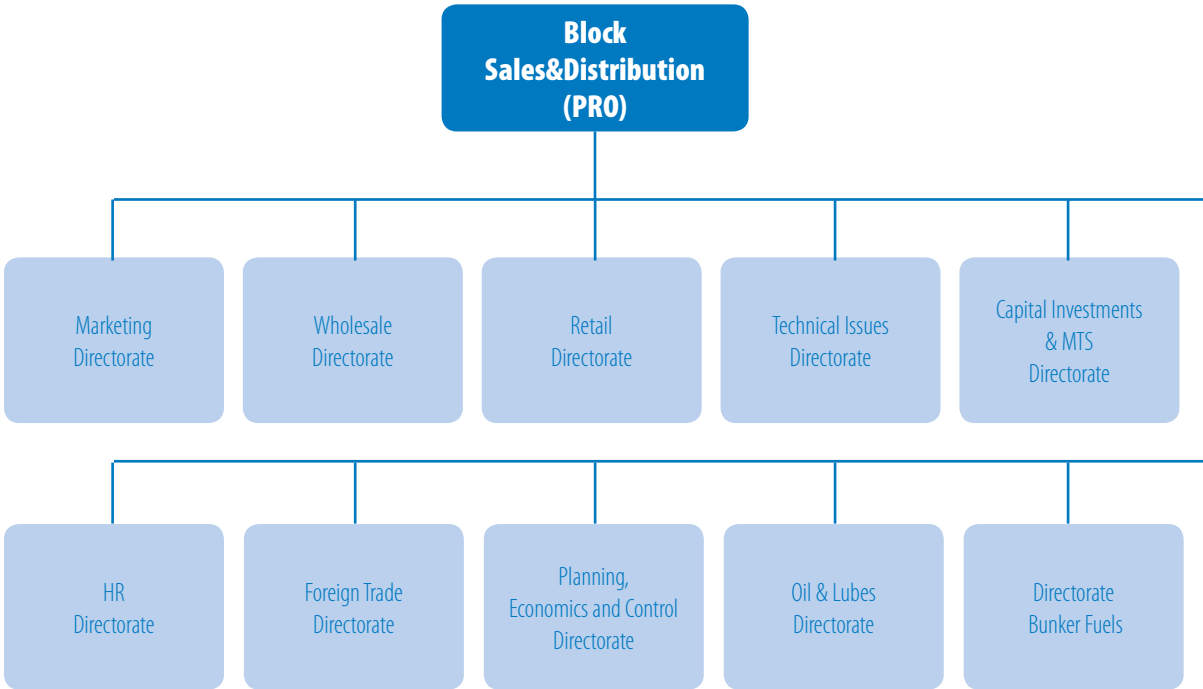 Block
Sales&Distribution
(PRO)
Marketing
Directorate
Wholesale
Directorate
Retail
Directorate
Technical Issues
Directorate
Capital Investments
& MTS
Directorate
HR
Directorate
Foreign Trade
Directorate
Planning,
Economics and Control
Directorate
Oil & Lubes
Directorate
Directorate
Bunker Fuels